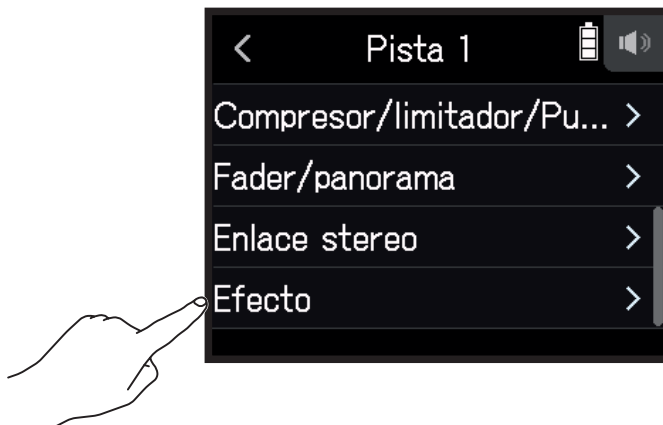 Pista 1
Compresor/limitador/Pu...
Fader/panorama
Enlace stereo
Efecto